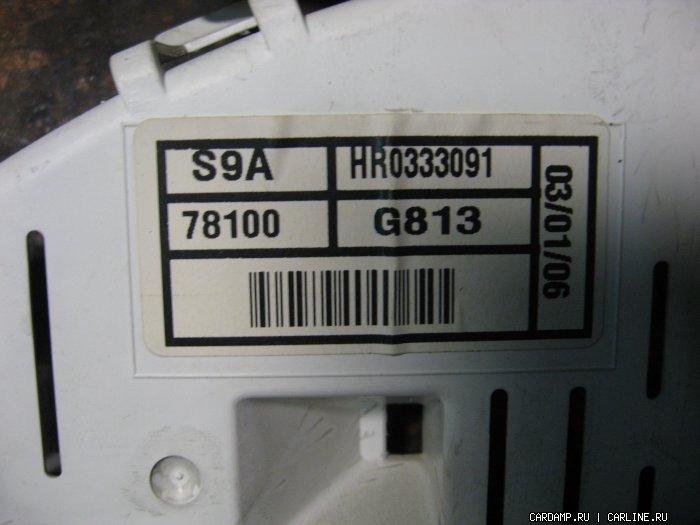 S9A
HR0333091
78100
G813
03/01/06
CARDAMP.RU | CARLINE.RU